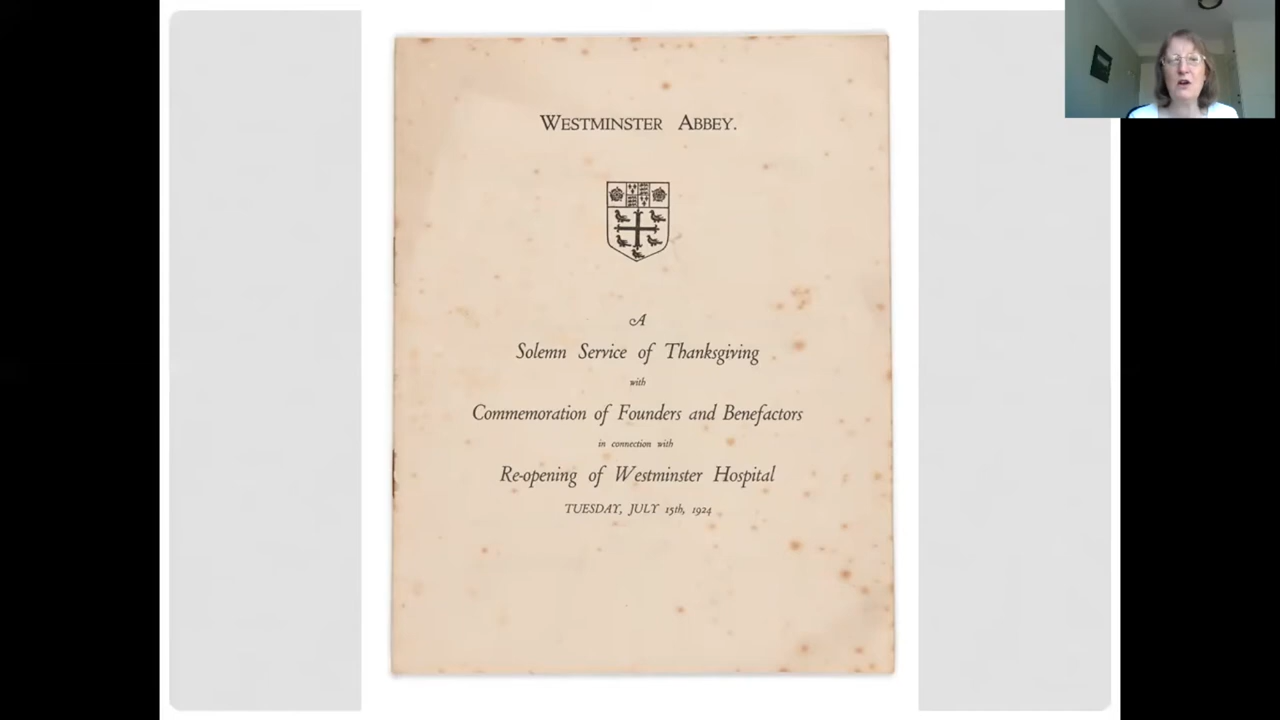 WESTMINSTER ABBEY.
A
Solemn Service of Thanksgiving
with
Commemoration of Founders and Benefactors
in connection with
Re-opening of Westminster Hospital
TUESDAY, JULY 15th, 1924